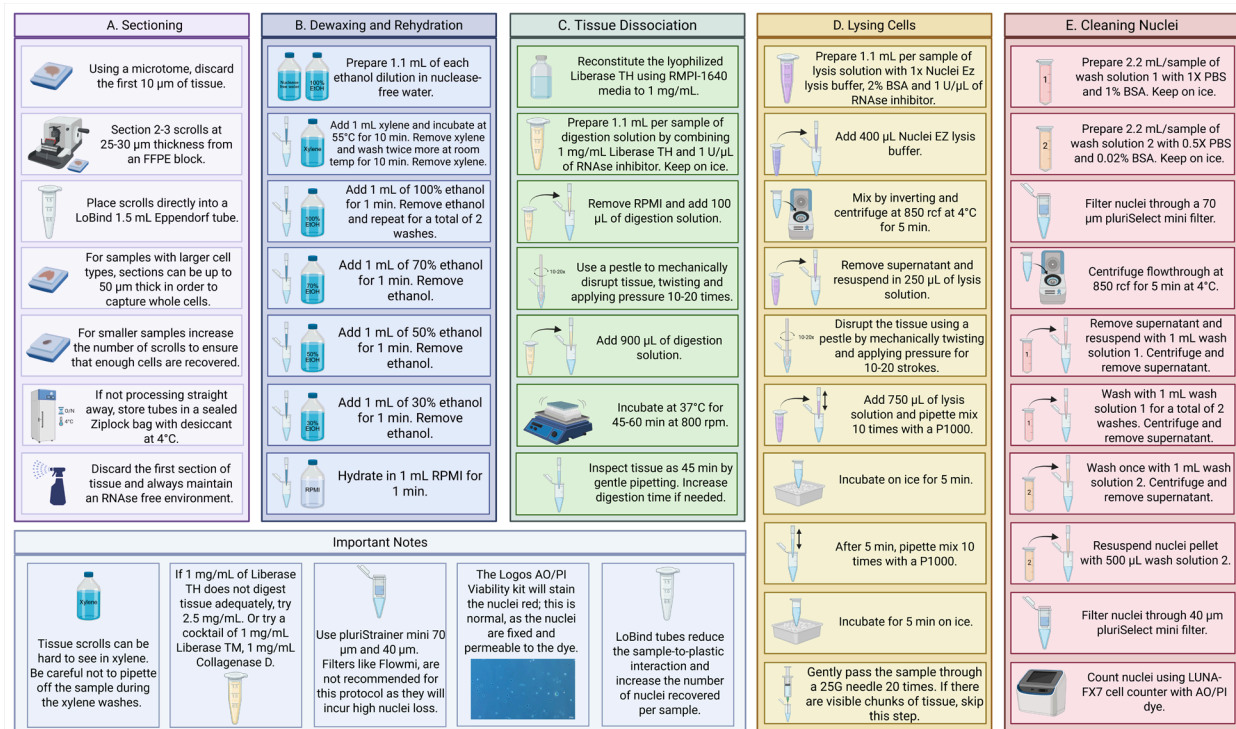 A. Sectioning
Using a microtome, discard
the first 10 µm of tissue.
Section 2-3 scrolls at
25-30 µm thickness from
an FFPE block.
Place scrolls directly into a
LoBind 1.5 mL Eppendorf tube.
For samples with larger cell
types, sections can be up to
50 µm thick in order to
capture whole cells.
For smaller samples increase
the number of scrolls to ensure
that enough cells are recovered.
O/N
4°C
If not processing straight
away, store tubes in a sealed
Ziplock bag with desiccant
at 4°C.
Discard the first section of
tissue and always maintain
an RNAse free environment.
B. Dewaxing and Rehydration
Nuclease
free water
100%
EtOH
Prepare 1.1 mL of each
ethanol dilution in nuclease-
free water.
Xylene
Add 1 mL xylene and incubate at
55°C for 10 min. Remove xylene
and wash twice more at room
temp for 10 min. Remove xylene.
100%
EtOH
Add 1 mL of 100% ethanol
for 1 min. Remove ethanol
and repeat for a total of 2
washes.
70%
EtOH
Add 1 mL of 70% ethanol
for 1 min. Remove
ethanol.
50%
EtOH
Add 1 mL of 50% ethanol
for 1 min. Remove
ethanol.
30%
EtOH
Add 1 mL of 30% ethanol
for 1 min. Remove
ethanol.
RPMI
Hydrate in 1 mL RPMI for
1 min.
C. Tissue Dissociation
Reconstitute the lyophilized
Liberase TH using RMPI-1640
media to 1 mg/mL.
Prepare 1.1 mL per sample of
digestion solution by combining
1 mg/mL Liberase TH and 1 U/µL
of RNAse inhibitor. Keep on ice.
Remove RPMI and add 100
µL of digestion solution.
10-20x
Use a pestle to mechanically
disrupt tissue, twisting and
applying pressure 10-20 times.
Add 900 µL of digestion
solution.
Incubate at 37°C for
45-60 min at 800 rpm.
Inspect tissue as 45 min by
gentle pipetting. Increase
digestion time if needed.
D. Lysing Cells
Prepare 1.1 mL per sample of
lysis solution with 1x Nuclei Ez
lysis buffer, 2% BSA and 1 U/µL
of RNAse inhibitor.
Add 400 µL Nuclei EZ lysis
buffer.
Mix by inverting and
centrifuge at 850 rcf at 4°C
for 5 min.
Remove supernatant and
resuspend in 250 µL of lysis
solution.
10-20x
Disrupt the tissue using a
pestle by mechanically twisting
and applying pressure for
10-20 strokes.
Add 750 µL of lysis
solution and pipette mix
10 times with a P1000.
Incubate on ice for 5 min.
After 5 min, pipette mix 10
times with a P1000.
Incubate for 5 min on ice.
Gently pass the sample through
a 25G needle 20 times. If there
are visible chunks of tissue, skip
this step.
E. Cleaning Nuclei
1
Prepare 2.2 mL/sample of
wash solution 1 with 1X PBS
and 1% BSA. Keep on ice.
2
Prepare 2.2 mL/sample of
wash solution 2 with 0.5X PBS
and 0.02% BSA. Keep on ice.
Filter nuclei through a 70
µm pluriSelect mini filter.
Centrifuge flowthrough at
850 rcf for 5 min at 4°C.
1
Remove supernatant and
resuspend with 1 mL wash
solution 1. Centrifuge and
remove supernatant.
1
Wash with 1 mL wash
solution 1 for a total of 2
washes. Centrifuge and
remove supernatant.
2
Wash once with 1 mL wash
solution 2. Centrifuge and
remove supernatant.
2
Resuspend nuclei pellet
with 500 µL wash solution 2.
Filter nuclei through 40 µm
pluriSelect mini filter.
Count nuclei using LUNA-
FX7 cell counter with AO/PI
dye.
Important Notes
Xylene
Tissue scrolls can be
hard to see in xylene.
Be careful not to pipette
off the sample during
the xylene washes.
If 1 mg/mL of Liberase
TH does not digest
tissue adequately, try
2.5 mg/mL. Or try a
cocktail of 1 mg/mL
Liberase TM, 1 mg/mL
Collagenase D.
Use pluriStrainer mini 70
µm and 40 µm.
Filters like Flowmi, are
not recommended for
this protocol as they will
incur high nuclei loss.
The Logos AO/PI
Viability kit will stain
the nuclei red; this is
normal, as the nuclei
are fixed and
permeable to the dye.
LoBind tubes reduce
the sample-to-plastic
interaction and
increase the number
of nuclei recovered
per sample.